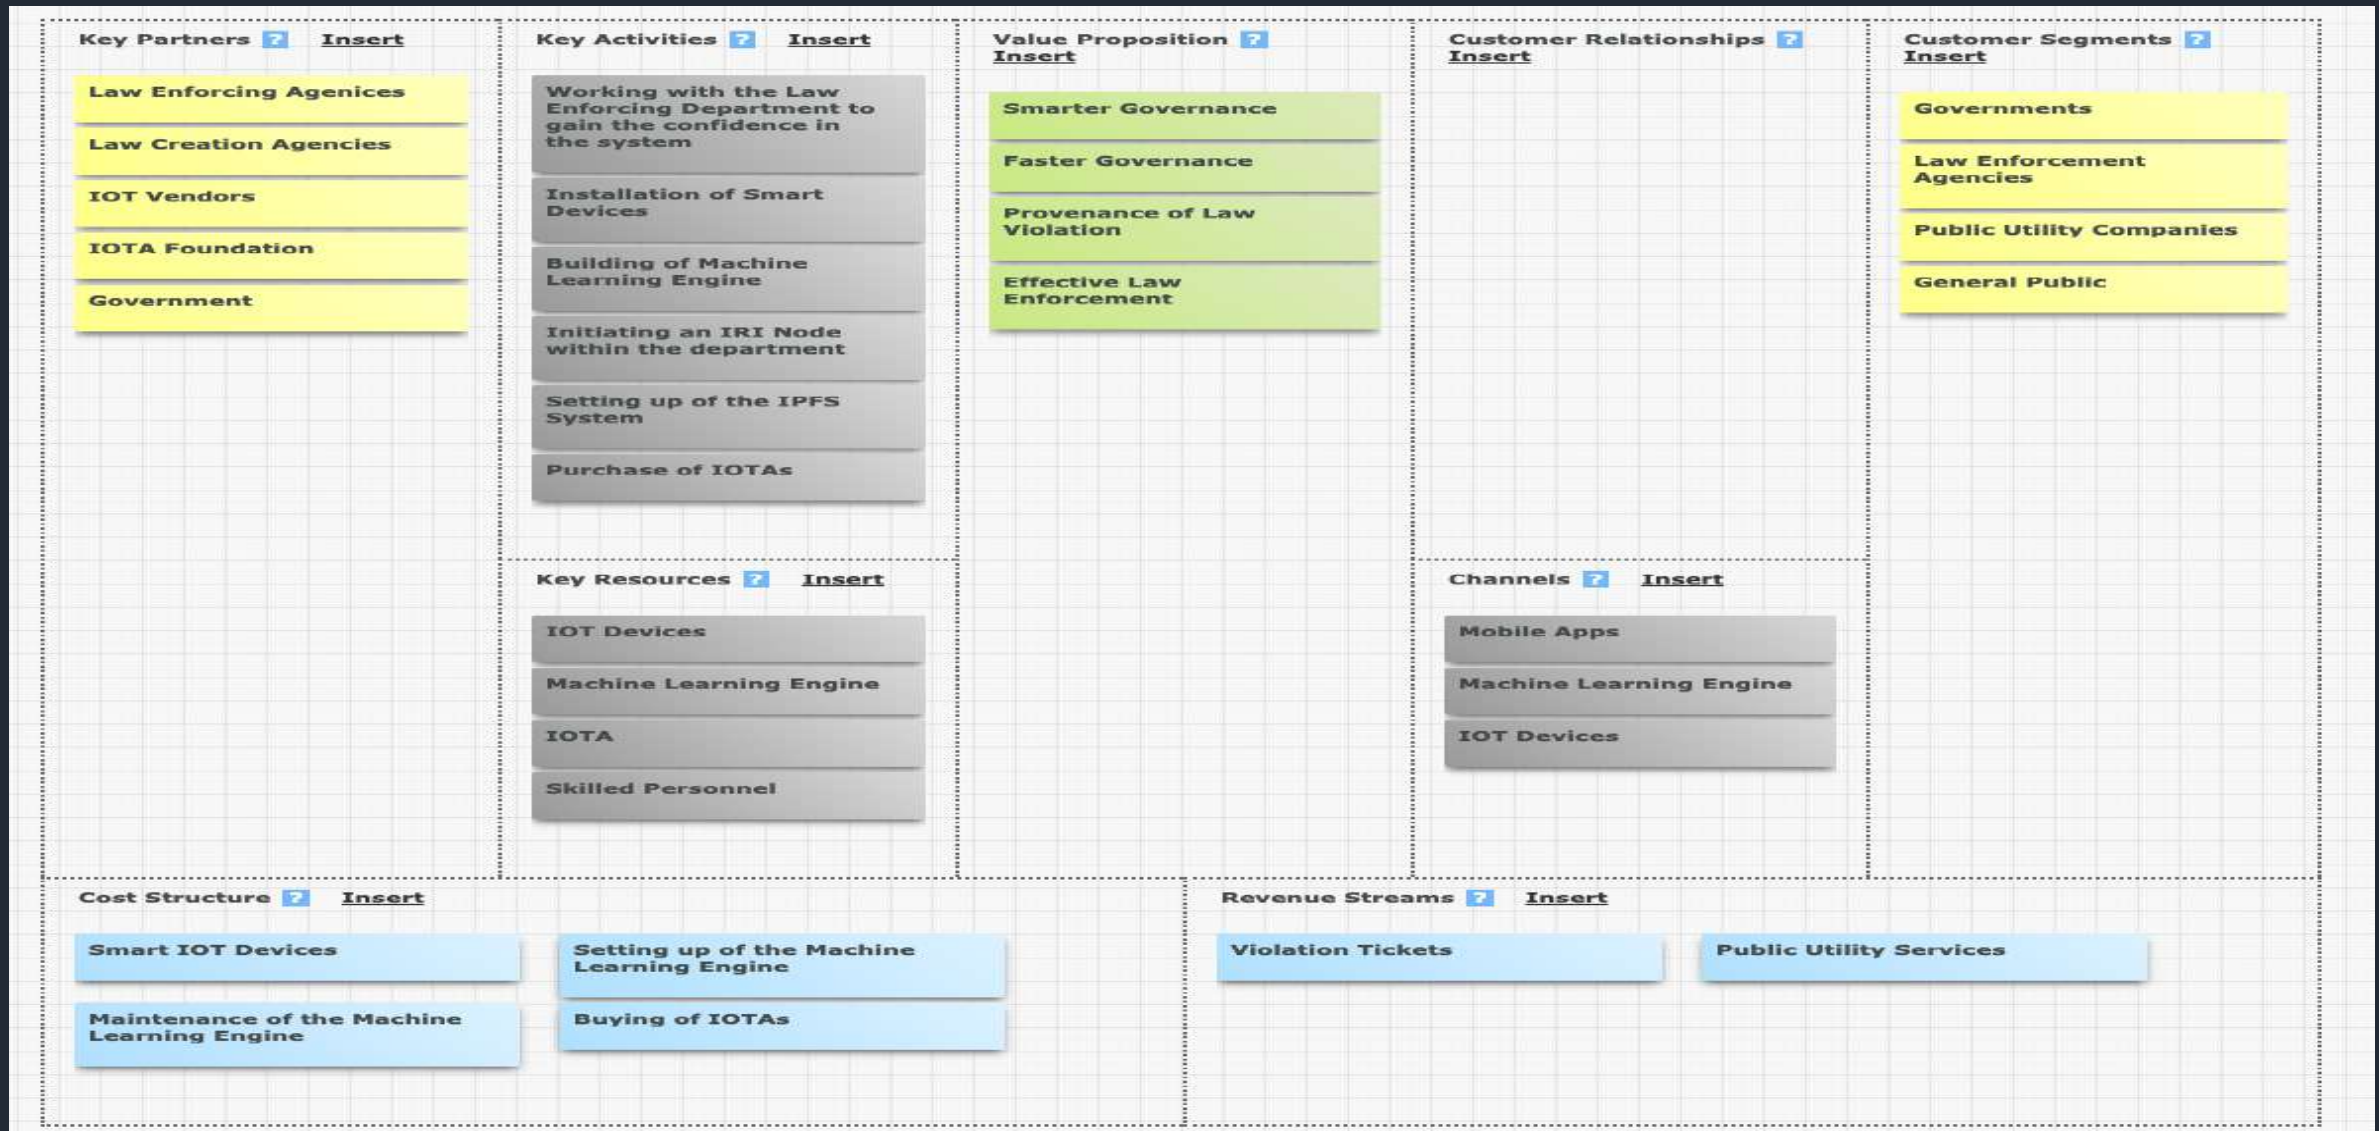 Key Partners ? Insert
Law Enforcing Agenices
Law Creation Agencies
IOT Vendors
IOTA Foundation
Government
Key Activities ? Insert
Working with the Law
Enforcing Department to
gain the confidence in
the system
Installation of Smart
Devices
Building of Machine
Learning Engine
Initiating an IRI Node
within the department
Setting up of the IPFS
System
Purchase of IOTAs
Key Resources ? Insert
IOT Devices
Machine Learning Engine
IOTA
Skilled Personnel
Value Proposition ?
Insert
Smarter Governance
Faster Governance
Provenance of Law
Violation
Effective Law
Enforcement
Customer Relationships ?
Insert
Channels ? Insert
Mobile Apps
Machine Learning Engine
IOT Devices
Customer Segments ?
Insert
Governments
Law Enforcement
Agencies
Public Utility Companies
General Public
Cost Structure ? Insert
Smart IOT Devices
Setting up of the Machine
Learning Engine
Maintenance of the Machine
Learning Engine
Buying of IOTAs
Revenue Streams ? Insert
Violation Tickets
Public Utility Services